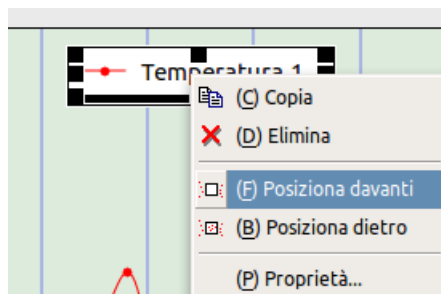 Temperatura 1
(C) Copia
(D) Elimina
(F) Posiziona davanti
(B) Posiziona dietro
(P) Proprietà...